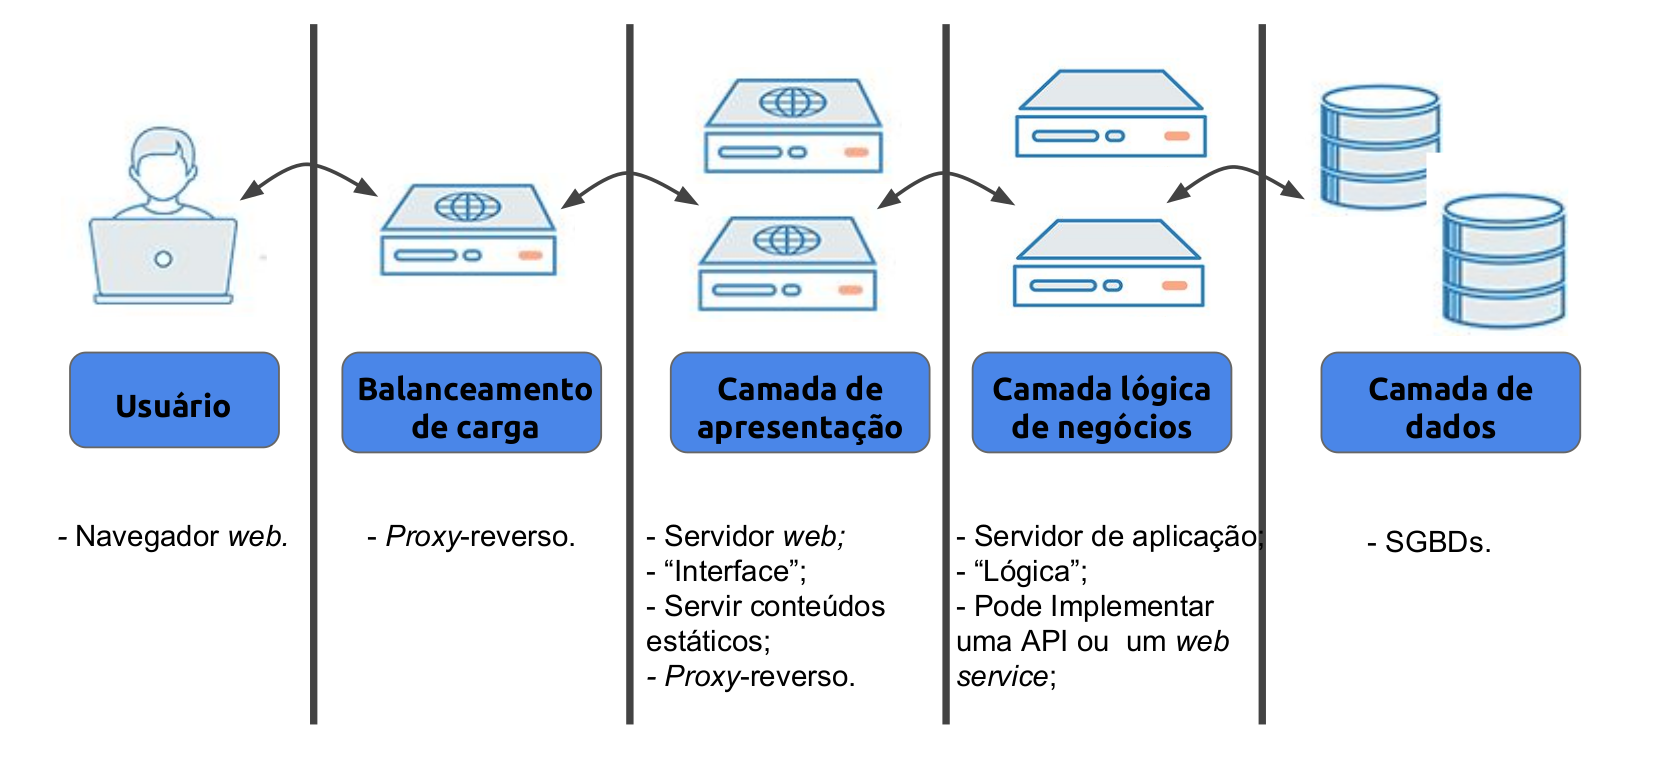 Usuário
Balanceamento
de carga
Camada de
apresentação
Camada lógica
de negócios
Camada de
dados
- Navegador web.
- Proxy-reverso.
- Servidor web;
- “Interface”;
- Servir conteúdos
estáticos;
- Proxy-reverso.
- Servidor de aplicação;
- “Lógica”;
- Pode Implementar
uma API ou  um web
service;
- SGBDs.